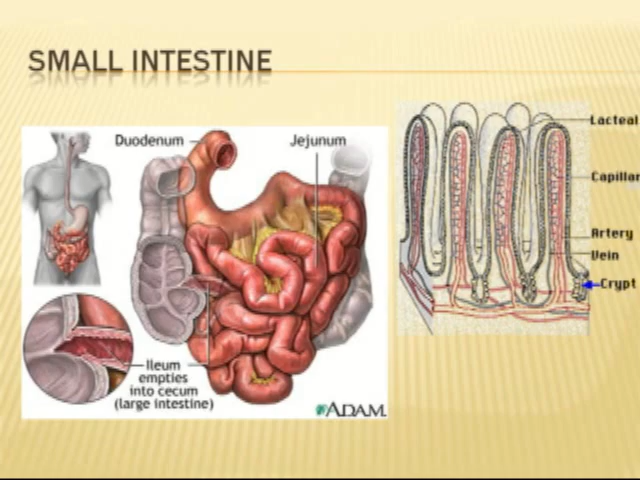 SMALL INTESTINE
Duodenum
Jejunum
Ileum
empties
into cecum
(large intestine)
ADAM.
Lacteal
Capillar
Artery
Vein
Crypt